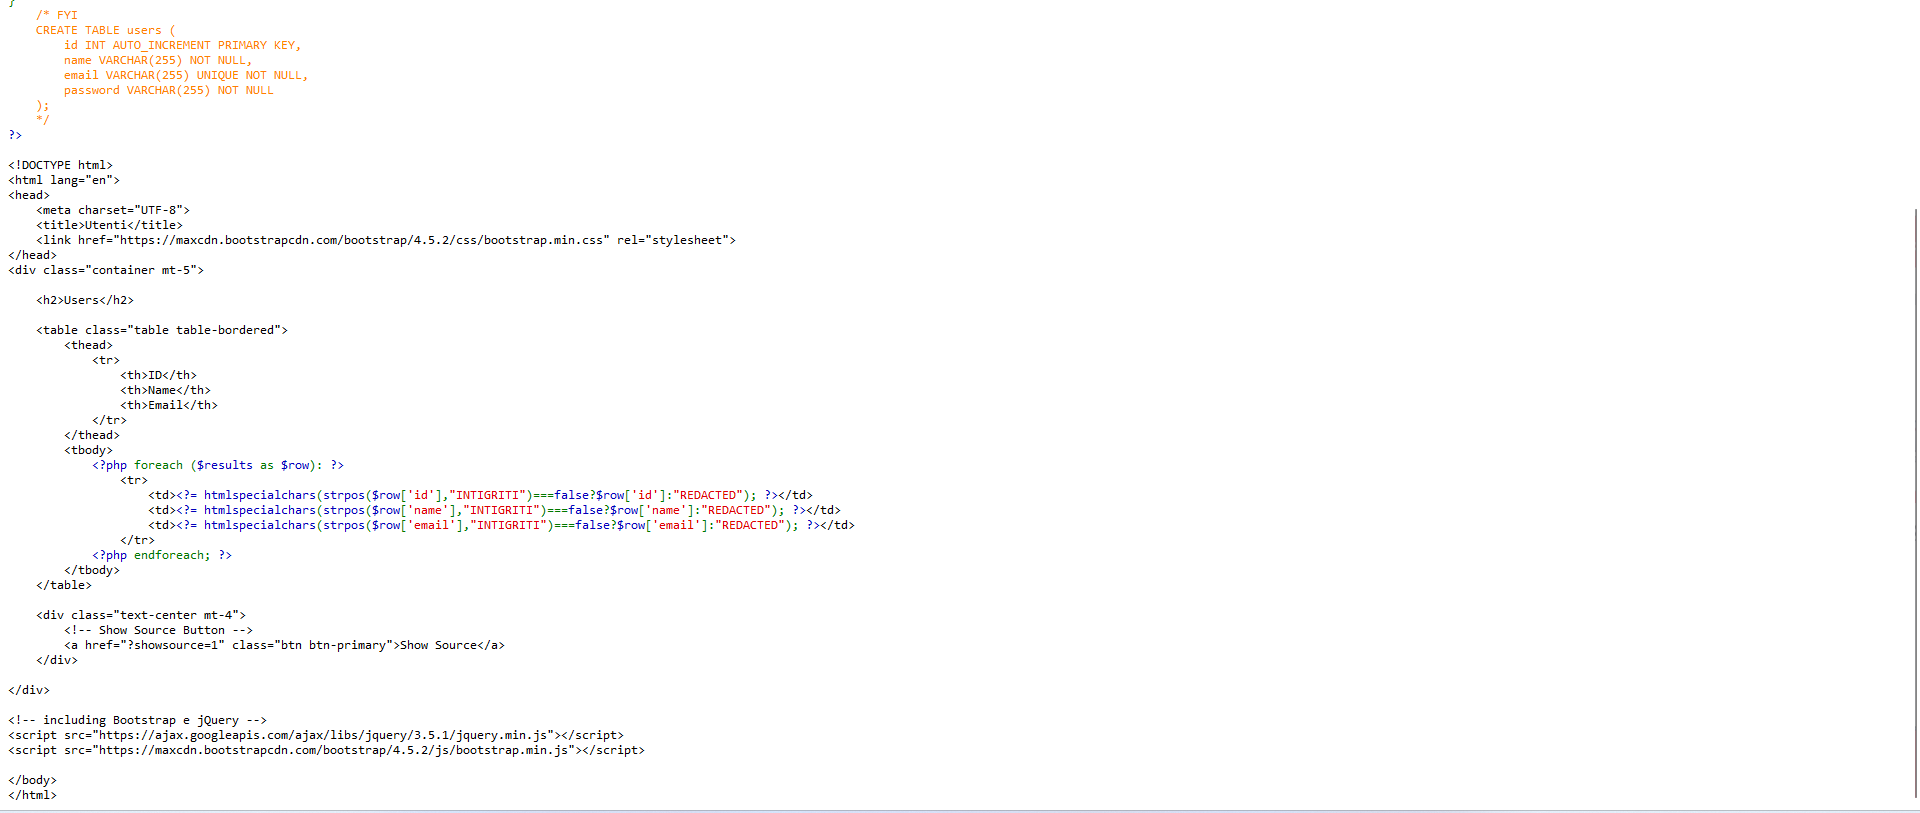 }
    /* FYI
    CREATE TABLE users (
        id INT AUTO_INCREMENT PRIMARY KEY,
        name VARCHAR(255) NOT NULL,
        email VARCHAR(255) UNIQUE NOT NULL,
        password VARCHAR(255) NOT NULL
    );
    */
?>

<!DOCTYPE html>
<html lang="en">
<head>
    <meta charset="UTF-8">
    <title>Utenti</title>
    <link href="https://maxcdn.bootstrapcdn.com/bootstrap/4.5.2/css/bootstrap.min.css" rel="stylesheet">
</head>
<div class="container mt-5">

    <h2>Users</h2>

    <table class="table table-bordered">
        <thead>
            <tr>
                <th>ID</th>
                <th>Name</th>
                <th>Email</th>
            </tr>
        </thead>
        <tbody>
            <?php foreach ($results as $row): ?>
                <tr>
                    <td><?= htmlspecialchars(strpos($row['id'],"INTIGRITI")===false?$row['id']:"REDACTED"); ?></td>
                    <td><?= htmlspecialchars(strpos($row['name'],"INTIGRITI")===false?$row['name']:"REDACTED"); ?></td>
                    <td><?= htmlspecialchars(strpos($row['email'],"INTIGRITI")===false?$row['email']:"REDACTED"); ?></td>
                </tr>
            <?php endforeach; ?>
        </tbody>
    </table>

    <div class="text-center mt-4">
        <!-- Show Source Button -->
        <a href="?showsource=1" class="btn btn-primary">Show Source</a>
    </div>

</div>

<!-- including Bootstrap e jQuery -->
<script src="https://ajax.googleapis.com/ajax/libs/jquery/3.5.1/jquery.min.js"></script>
<script src="https://maxcdn.bootstrapcdn.com/bootstrap/4.5.2/js/bootstrap.min.js"></script>

</body>
</html>